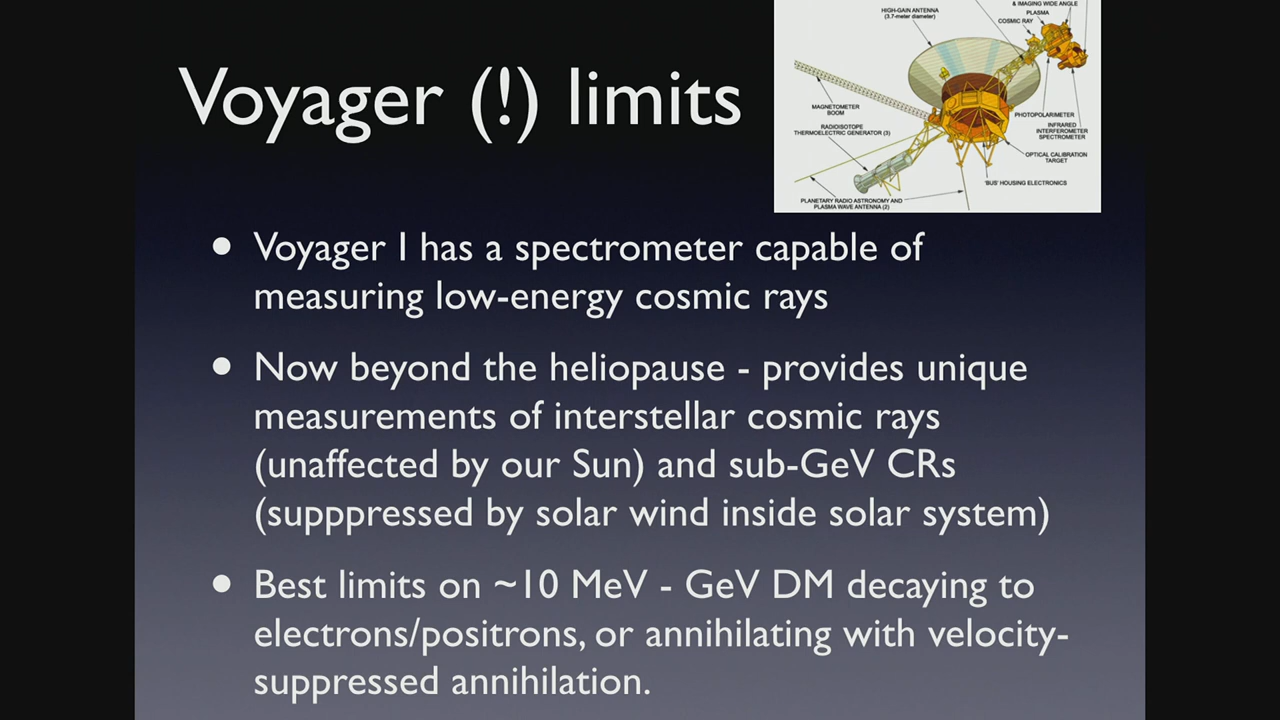 Voyager (!) limits
HIGH-GAIN ANTENNA
(3.7-meter diameter)
& IMAGING WIDE ANGLE
PLASMA
COSMIC RAY
MAGNETOMETER
BOOM
RADIOISOTOPE
THERMOELECTRIC GENERATOR (3)
PHOTOPOLARIMETER
INFRARED
INTERFEROMETER
SPECTROMETER
OPTICAL CALIBRATION
TARGET
'BUS' HOUSING ELECTRONICS
PLANETARY RADIO ASTRONOMY AND
PLASMA WAVE ANTENNA (2)
• Voyager I has a spectrometer capable of
measuring low-energy cosmic rays
• Now beyond the heliopause - provides unique
measurements of interstellar cosmic rays
(unaffected by our Sun) and sub-GeV CRs
(supppressed by solar wind inside solar system)
• Best limits on ~10 MeV - GeV DM decaying to
electrons/positrons, or annihilating with velocity-
suppressed annihilation.